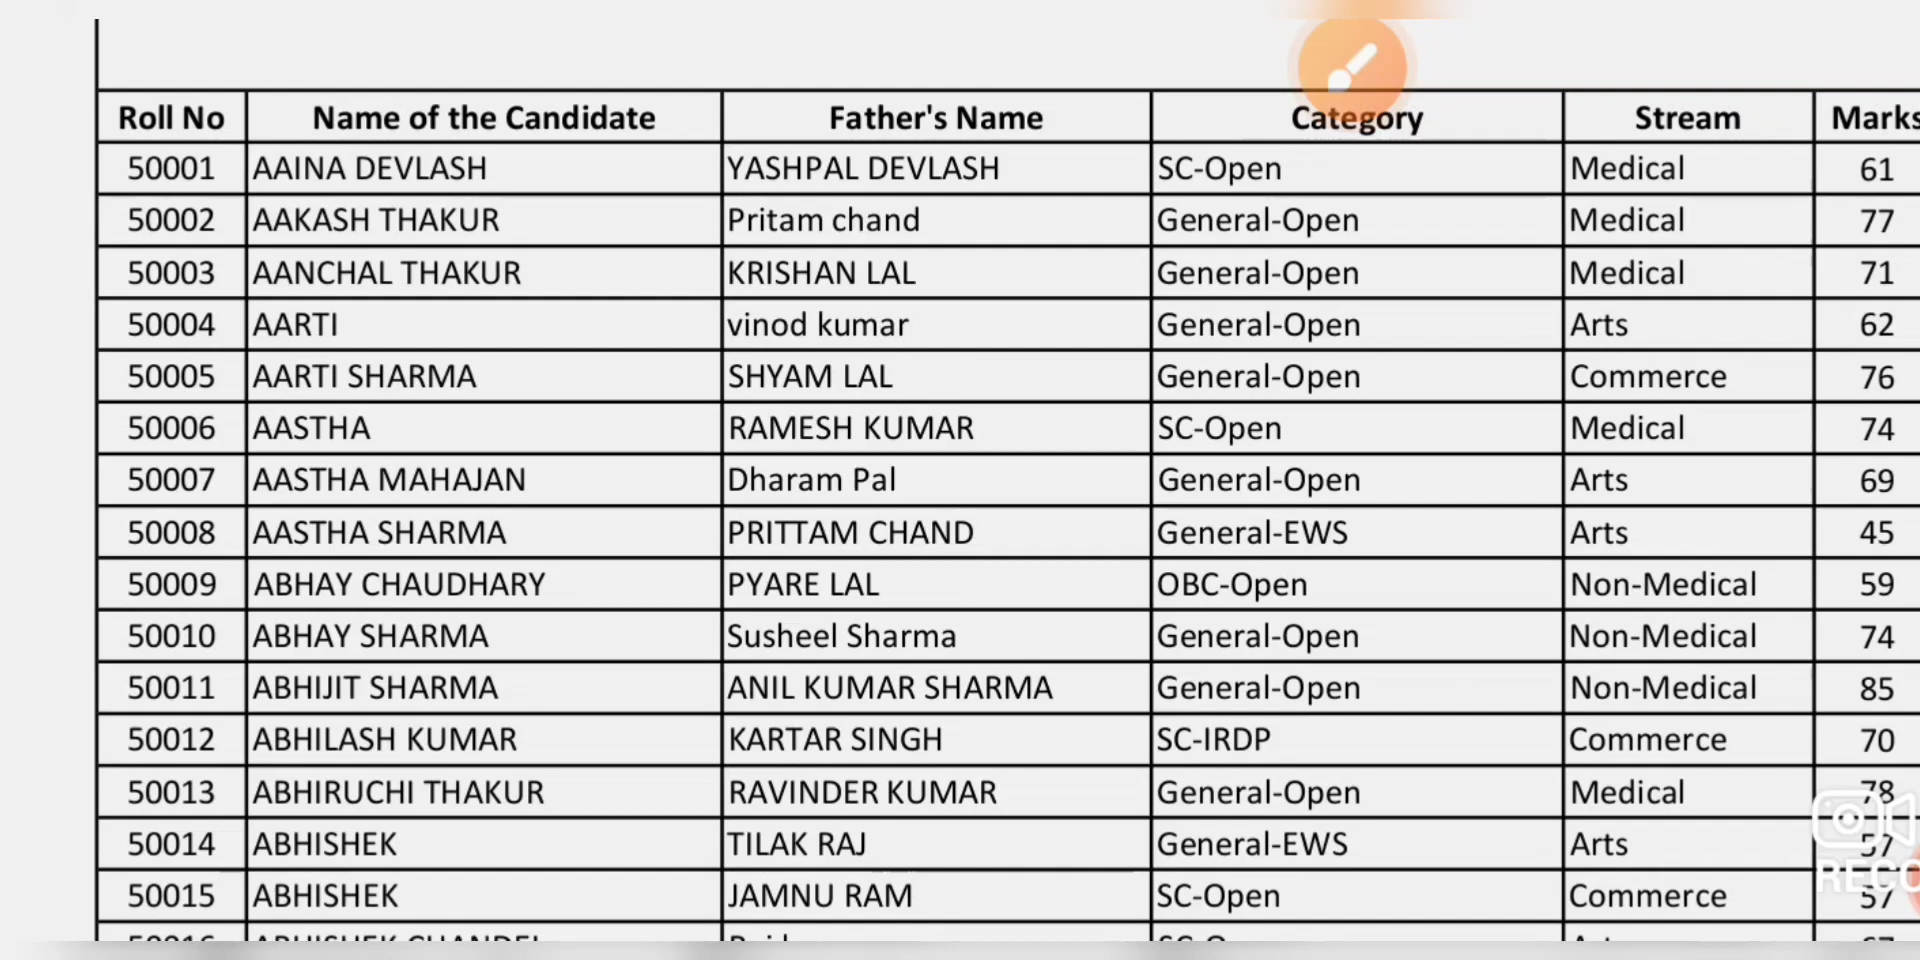 Roll No Name of the Candidate Father's Name Category Stream Marks
50001 AAINA DEVLASH YASHPAL DEVLASH SC-Open Medical 61
50002 AAKASH THAKUR Pritam chand General-Open Medical 77
50003 AANCHAL THAKUR KRISHAN LAL General-Open Medical 71
50004 AARTI vinod kumar General-Open Arts 62
50005 AARTI SHARMA SHYAM LAL General-Open Commerce 76
50006 AASTHA RAMESH KUMAR SC-Open Medical 74
50007 AASTHA MAHAJAN Dharam Pal General-Open Arts 69
50008 AASTHA SHARMA PRITTAM CHAND General-EWS Arts 45
50009 ABHAY CHAUDHARY PYARE LAL OBC-Open Non-Medical 59
50010 ABHAY SHARMA Susheel Sharma General-Open Non-Medical 74
50011 ABHIJIT SHARMA ANIL KUMAR SHARMA General-Open Non-Medical 85
50012 ABHILASH KUMAR KARTAR SINGH SC-IRDP Commerce 70
50013 ABHIRUCHI THAKUR RAVINDER KUMAR General-Open Medical 78
50014 ABHISHEK TILAK RAJ General-EWS Arts 57
50015 ABHISHEK JAMNU RAM SC-Open Commerce 57
50016 ABHISHEK CHANDEL
RECO